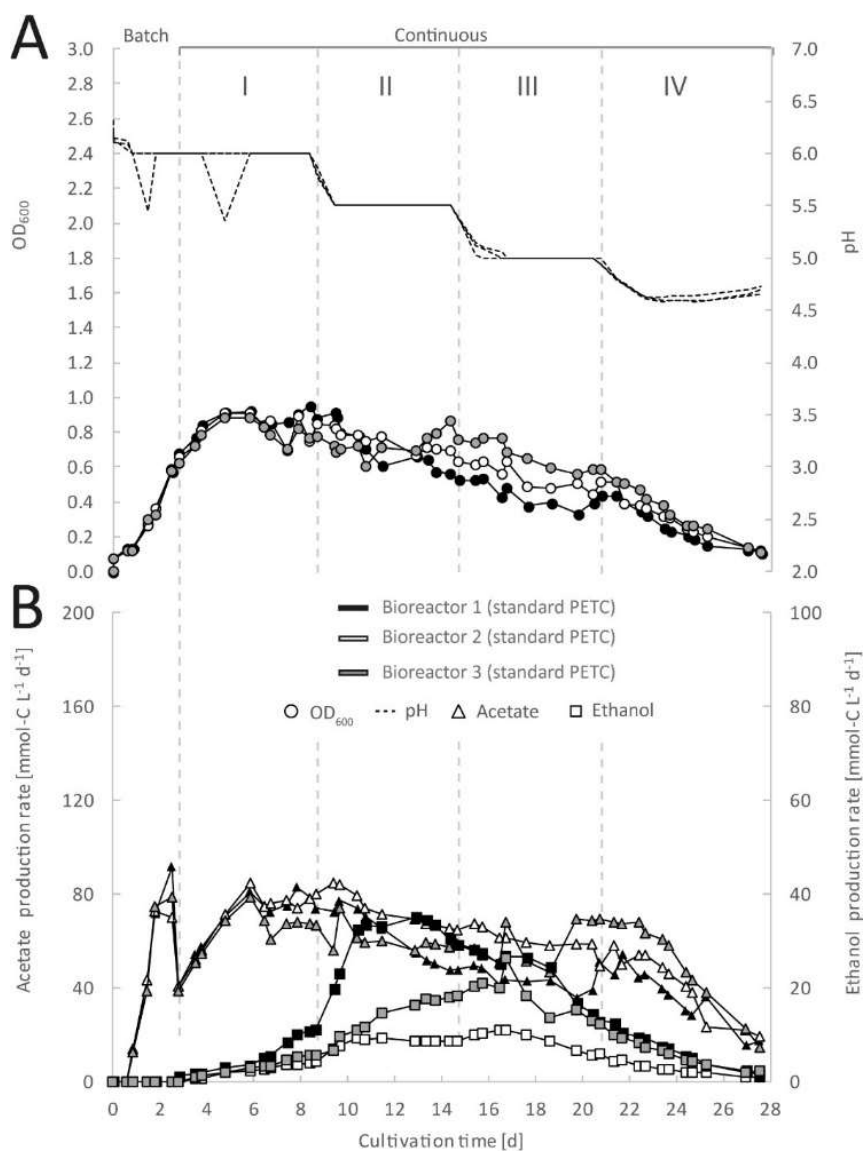 A
Batch
Continuous
I
II
III
IV
3.0
2.8
2.6
2.4
2.2
2.0
1.8
1.6
1.4
1.2
1.0
0.8
0.6
0.4
0.2
0.0
OD600
7.0
6.5
6.0
5.5
5.0
4.5
4.0
3.5
3.0
2.5
2.0
pH
B
200
160
120
80
40
0
Acetate production rate [mmol-C L-1 d-1]
Bioreactor 1 (standard PETC)
Bioreactor 2 (standard PETC)
Bioreactor 3 (standard PETC)
OD600 pH Acetate Ethanol
100
80
60
40
20
0
Ethanol production rate [mmol-C L-1 d-1]
0 2 4 6 8 10 12 14 16 18 20 22 24 26 28
Cultivation time [d]